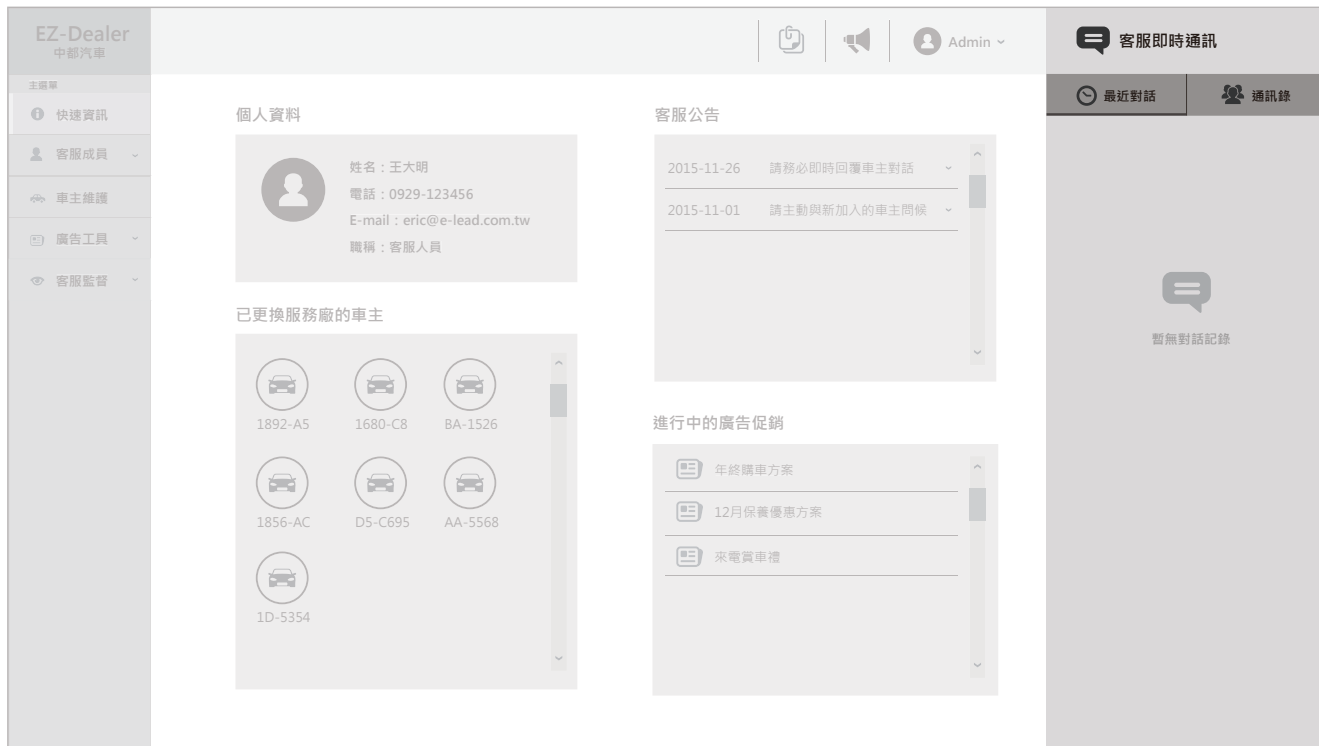 EZ-Dealer
中都汽車
Admin
客服即時通訊
主選單
快速資訊
客服成員
車主維護
廣告工具
客服監督
最近對話
通訊錄
個人資料
姓名：王大明
電話：0929-123456
E-mail：eric@e-lead.com.tw
職稱：客服人員
客服公告
2015-11-26 請務必即時回覆車主對話
2015-11-01 請主動與新加入的車主問候
已更換服務廠的車主
1892-A5 1680-C8 BA-1526
1856-AC D5-C695 AA-5568
1D-5354
進行中的廣告促銷
年終購車方案
12月保養優惠方案
來電賞車禮
暫無對話記錄